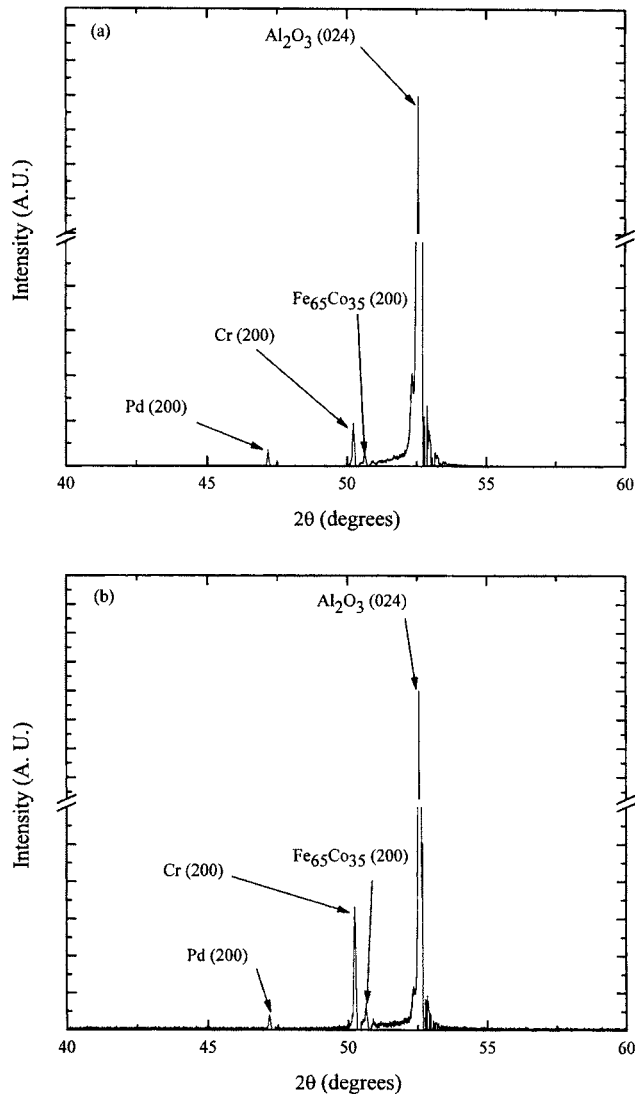 (a)
Al₂O₃ (024)
Fe₆₅Co₃₅ (200)
Cr (200)
Pd (200)
Intensity (A.U.)
40 45 50 55 60
2θ (degrees)
(b)
Al₂O₃ (024)
Fe₆₅Co₃₅ (200)
Cr (200)
Pd (200)
Intensity (A. U.)
40 45 50 55 60
2θ (degrees)